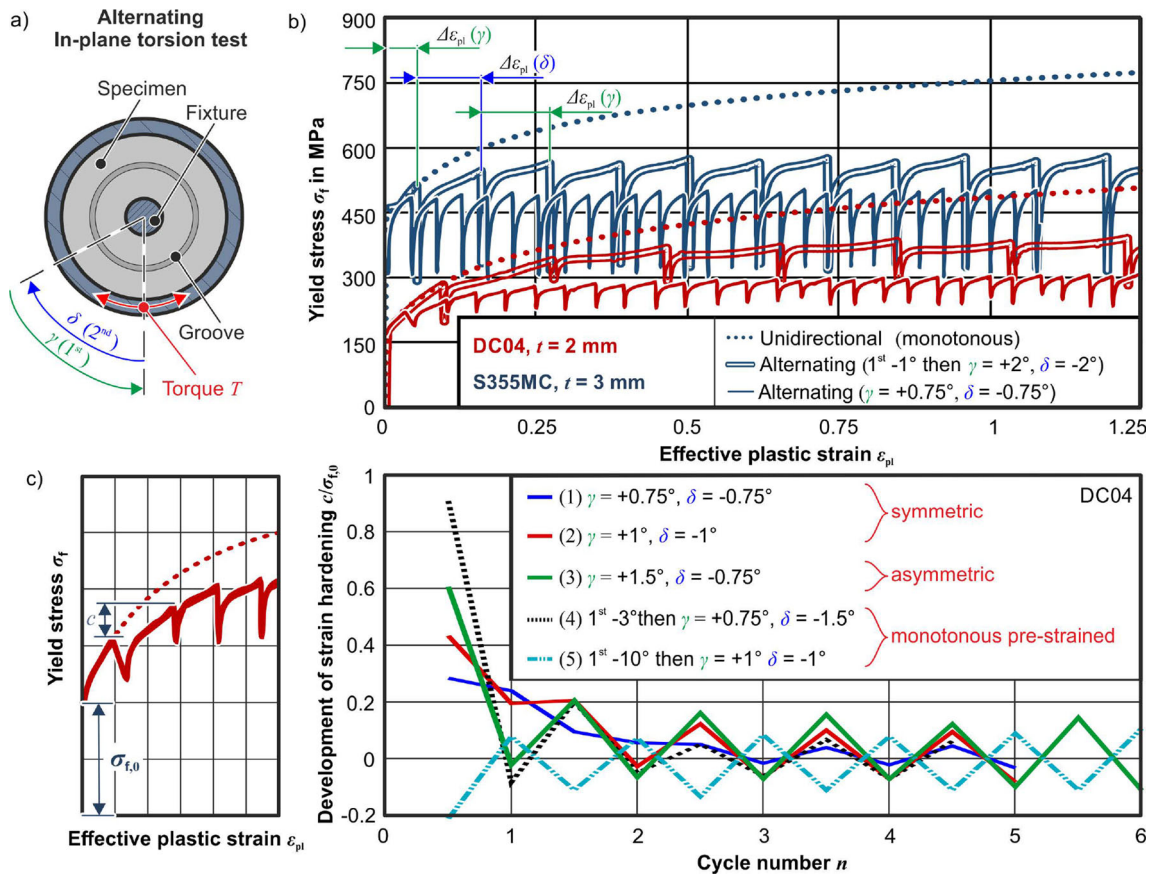 a)
Alternating
In-plane torsion test
Specimen
Fixture
Groove
δ (2nd)
γ (1st)
Torque T
b)
Yield stress σf in MPa
900
750
600
450
300
150
0
Δεpl (γ)
Δεpl (δ)
Δεpl (γ)
DC04, t = 2 mm
S355MC, t = 3 mm
Unidirectional (monotonous)
Alternating (1st -1° then γ = +2°, δ = -2°)
Alternating (γ = +0.75°, δ = -0.75°)
0
0.25
0.5
0.75
1
1.25
Effective plastic strain εpl
c)
Yield stress σf
c
σf,0
Effective plastic strain εpl
Development of strain hardening c/σf,0
1
0.8
0.6
0.4
0.2
0
-0.2
DC04
(1) γ = +0.75°, δ = -0.75°
(2) γ = +1°, δ = -1°
symmetric
(3) γ = +1.5°, δ = -0.75°
asymmetric
(4) 1st -3°then γ = +0.75°, δ = -1.5°
(5) 1st -10° then γ = +1° δ = -1°
monotonous pre-strained
0
1
2
3
4
5
6
Cycle number n